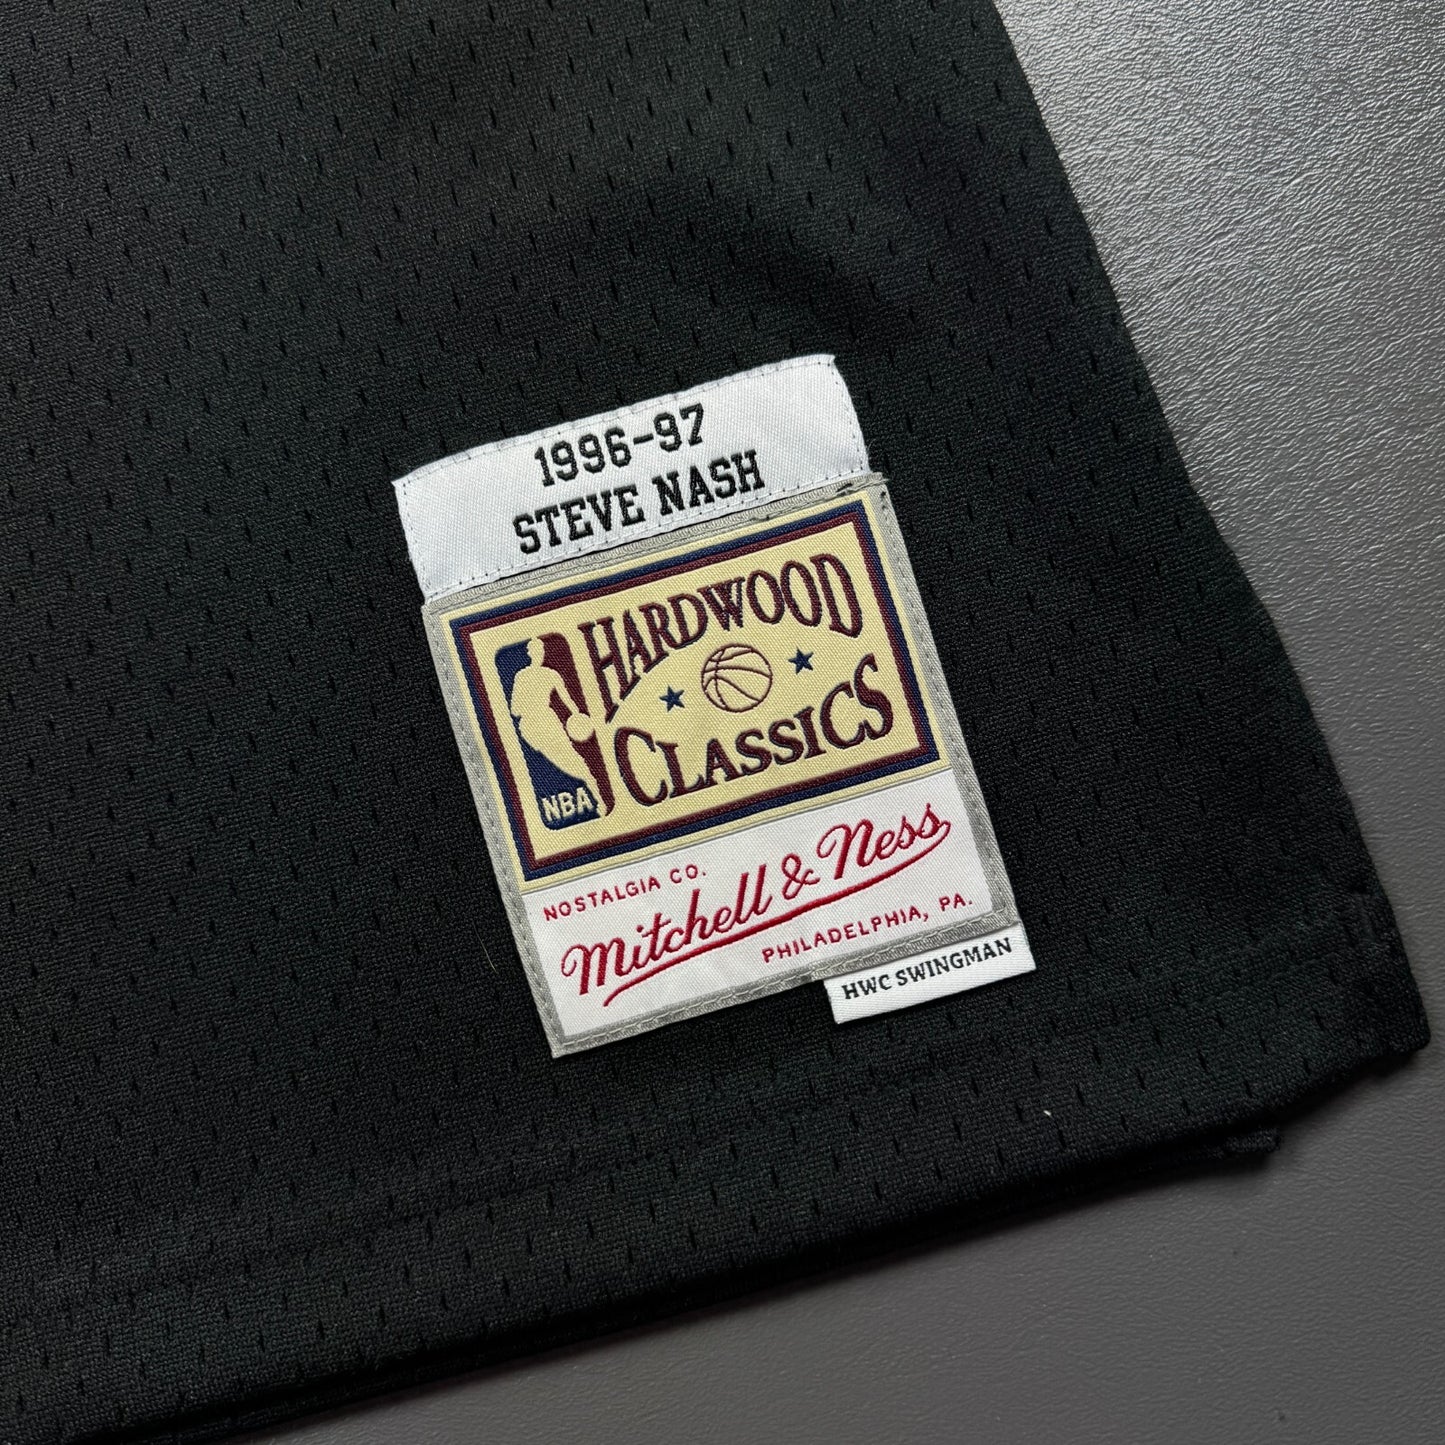 1996-97
STEVE NASH
HARDWOOD
CLASSICS
NBA
NOSTALGIA CO.
Mitchell & Ness
PHILADELPHIA, PA.
HWC SWINGMAN